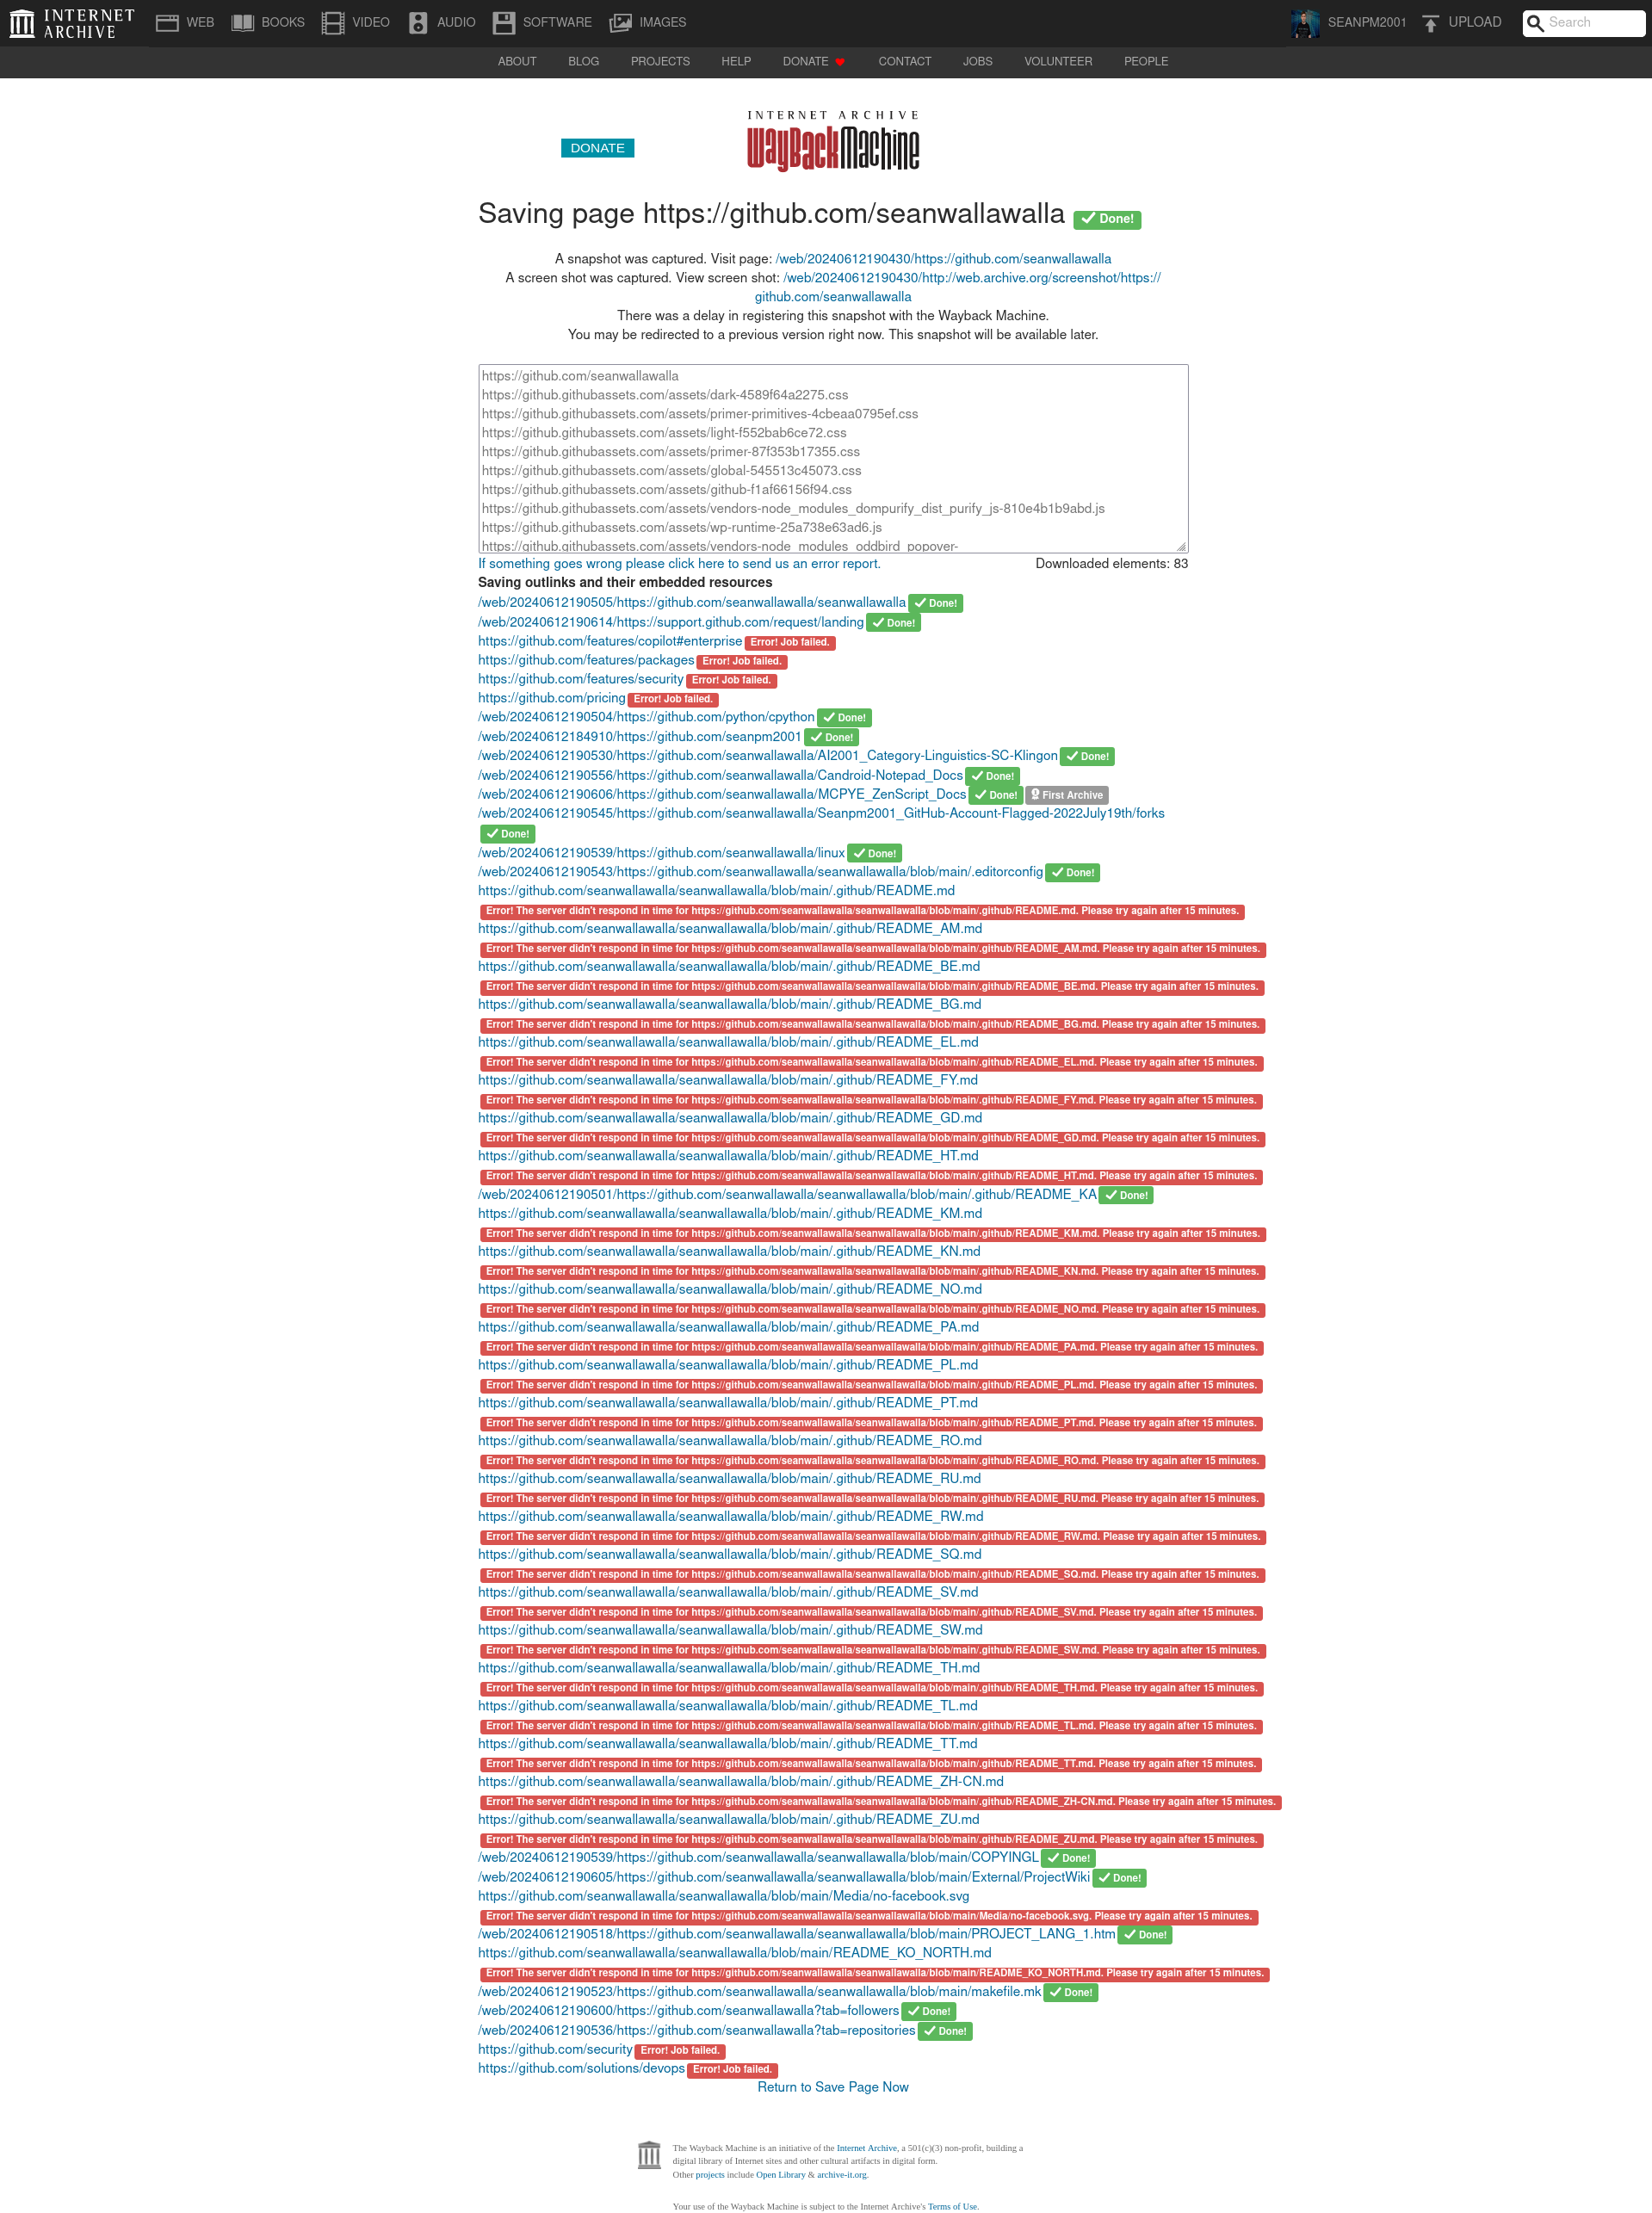 INTERNET ARCHIVE WEB BOOKS VIDEO AUDIO SOFTWARE IMAGES SEANPM2001 UPLOAD Search
ABOUT BLOG PROJECTS HELP DONATE CONTACT JOBS VOLUNTEER PEOPLE
INTERNET ARCHIVE
WayBackMachine
DONATE
Saving page https://github.com/seanwallawalla Done!
A snapshot was captured. Visit page: /web/20240612190430/https://github.com/seanwallawalla
A screen shot was captured. View screen shot: /web/20240612190430/http://web.archive.org/screenshot/https://
github.com/seanwallawalla
There was a delay in registering this snapshot with the Wayback Machine.
You may be redirected to a previous version right now. This snapshot will be available later.
https://github.com/seanwallawalla
https://github.githubassets.com/assets/dark-4589f64a2275.css
https://github.githubassets.com/assets/primer-primitives-4cbeaa0795ef.css
https://github.githubassets.com/assets/light-f552bab6ce72.css
https://github.githubassets.com/assets/primer-87f353b17355.css
https://github.githubassets.com/assets/global-545513c45073.css
https://github.githubassets.com/assets/github-f1af66156f94.css
https://github.githubassets.com/assets/vendors-node_modules_dompurify_dist_purify_js-810e4b1b9abd.js
https://github.githubassets.com/assets/wp-runtime-25a738e63ad6.js
https://github.githubassets.com/assets/vendors-node_modules_oddbird_popover-
If something goes wrong please click here to send us an error report. Downloaded elements: 83
Saving outlinks and their embedded resources
/web/20240612190505/https://github.com/seanwallawalla/seanwallawalla Done!
/web/20240612190614/https://support.github.com/request/landing Done!
https://github.com/features/copilot#enterprise Error! Job failed.
https://github.com/features/packages Error! Job failed.
https://github.com/features/security Error! Job failed.
https://github.com/pricing Error! Job failed.
/web/20240612190504/https://github.com/python/cpython Done!
/web/20240612184910/https://github.com/seanpm2001 Done!
/web/20240612190530/https://github.com/seanwallawalla/AI2001_Category-Linguistics-SC-Klingon Done!
/web/20240612190556/https://github.com/seanwallawalla/Candroid-Notepad_Docs Done!
/web/20240612190606/https://github.com/seanwallawalla/MCPYE_ZenScript_Docs Done! First Archive
/web/20240612190545/https://github.com/seanwallawalla/Seanpm2001_GitHub-Account-Flagged-2022July19th/forks
Done!
/web/20240612190539/https://github.com/seanwallawalla/linux Done!
/web/20240612190543/https://github.com/seanwallawalla/seanwallawalla/blob/main/.editorconfig Done!
https://github.com/seanwallawalla/seanwallawalla/blob/main/.github/README.md
Error! The server didn't respond in time for https://github.com/seanwallawalla/seanwallawalla/blob/main/.github/README.md. Please try again after 15 minutes.
https://github.com/seanwallawalla/seanwallawalla/blob/main/.github/README_AM.md
Error! The server didn't respond in time for https://github.com/seanwallawalla/seanwallawalla/blob/main/.github/README_AM.md. Please try again after 15 minutes.
https://github.com/seanwallawalla/seanwallawalla/blob/main/.github/README_BE.md
Error! The server didn't respond in time for https://github.com/seanwallawalla/seanwallawalla/blob/main/.github/README_BE.md. Please try again after 15 minutes.
https://github.com/seanwallawalla/seanwallawalla/blob/main/.github/README_BG.md
Error! The server didn't respond in time for https://github.com/seanwallawalla/seanwallawalla/blob/main/.github/README_BG.md. Please try again after 15 minutes.
https://github.com/seanwallawalla/seanwallawalla/blob/main/.github/README_EL.md
Error! The server didn't respond in time for https://github.com/seanwallawalla/seanwallawalla/blob/main/.github/README_EL.md. Please try again after 15 minutes.
https://github.com/seanwallawalla/seanwallawalla/blob/main/.github/README_FY.md
Error! The server didn't respond in time for https://github.com/seanwallawalla/seanwallawalla/blob/main/.github/README_FY.md. Please try again after 15 minutes.
https://github.com/seanwallawalla/seanwallawalla/blob/main/.github/README_GD.md
Error! The server didn't respond in time for https://github.com/seanwallawalla/seanwallawalla/blob/main/.github/README_GD.md. Please try again after 15 minutes.
https://github.com/seanwallawalla/seanwallawalla/blob/main/.github/README_HT.md
Error! The server didn't respond in time for https://github.com/seanwallawalla/seanwallawalla/blob/main/.github/README_HT.md. Please try again after 15 minutes.
/web/20240612190501/https://github.com/seanwallawalla/seanwallawalla/blob/main/.github/README_KA Done!
https://github.com/seanwallawalla/seanwallawalla/blob/main/.github/README_KM.md
Error! The server didn't respond in time for https://github.com/seanwallawalla/seanwallawalla/blob/main/.github/README_KM.md. Please try again after 15 minutes.
https://github.com/seanwallawalla/seanwallawalla/blob/main/.github/README_KN.md
Error! The server didn't respond in time for https://github.com/seanwallawalla/seanwallawalla/blob/main/.github/README_KN.md. Please try again after 15 minutes.
https://github.com/seanwallawalla/seanwallawalla/blob/main/.github/README_NO.md
Error! The server didn't respond in time for https://github.com/seanwallawalla/seanwallawalla/blob/main/.github/README_NO.md. Please try again after 15 minutes.
https://github.com/seanwallawalla/seanwallawalla/blob/main/.github/README_PA.md
Error! The server didn't respond in time for https://github.com/seanwallawalla/seanwallawalla/blob/main/.github/README_PA.md. Please try again after 15 minutes.
https://github.com/seanwallawalla/seanwallawalla/blob/main/.github/README_PL.md
Error! The server didn't respond in time for https://github.com/seanwallawalla/seanwallawalla/blob/main/.github/README_PL.md. Please try again after 15 minutes.
https://github.com/seanwallawalla/seanwallawalla/blob/main/.github/README_PT.md
Error! The server didn't respond in time for https://github.com/seanwallawalla/seanwallawalla/blob/main/.github/README_PT.md. Please try again after 15 minutes.
https://github.com/seanwallawalla/seanwallawalla/blob/main/.github/README_RO.md
Error! The server didn't respond in time for https://github.com/seanwallawalla/seanwallawalla/blob/main/.github/README_RO.md. Please try again after 15 minutes.
https://github.com/seanwallawalla/seanwallawalla/blob/main/.github/README_RU.md
Error! The server didn't respond in time for https://github.com/seanwallawalla/seanwallawalla/blob/main/.github/README_RU.md. Please try again after 15 minutes.
https://github.com/seanwallawalla/seanwallawalla/blob/main/.github/README_RW.md
Error! The server didn't respond in time for https://github.com/seanwallawalla/seanwallawalla/blob/main/.github/README_RW.md. Please try again after 15 minutes.
https://github.com/seanwallawalla/seanwallawalla/blob/main/.github/README_SQ.md
Error! The server didn't respond in time for https://github.com/seanwallawalla/seanwallawalla/blob/main/.github/README_SQ.md. Please try again after 15 minutes.
https://github.com/seanwallawalla/seanwallawalla/blob/main/.github/README_SV.md
Error! The server didn't respond in time for https://github.com/seanwallawalla/seanwallawalla/blob/main/.github/README_SV.md. Please try again after 15 minutes.
https://github.com/seanwallawalla/seanwallawalla/blob/main/.github/README_SW.md
Error! The server didn't respond in time for https://github.com/seanwallawalla/seanwallawalla/blob/main/.github/README_SW.md. Please try again after 15 minutes.
https://github.com/seanwallawalla/seanwallawalla/blob/main/.github/README_TH.md
Error! The server didn't respond in time for https://github.com/seanwallawalla/seanwallawalla/blob/main/.github/README_TH.md. Please try again after 15 minutes.
https://github.com/seanwallawalla/seanwallawalla/blob/main/.github/README_TL.md
Error! The server didn't respond in time for https://github.com/seanwallawalla/seanwallawalla/blob/main/.github/README_TL.md. Please try again after 15 minutes.
https://github.com/seanwallawalla/seanwallawalla/blob/main/.github/README_TT.md
Error! The server didn't respond in time for https://github.com/seanwallawalla/seanwallawalla/blob/main/.github/README_TT.md. Please try again after 15 minutes.
https://github.com/seanwallawalla/seanwallawalla/blob/main/.github/README_ZH-CN.md
Error! The server didn't respond in time for https://github.com/seanwallawalla/seanwallawalla/blob/main/.github/README_ZH-CN.md. Please try again after 15 minutes.
https://github.com/seanwallawalla/seanwallawalla/blob/main/.github/README_ZU.md
Error! The server didn't respond in time for https://github.com/seanwallawalla/seanwallawalla/blob/main/.github/README_ZU.md. Please try again after 15 minutes.
/web/20240612190539/https://github.com/seanwallawalla/seanwallawalla/blob/main/COPYINGL Done!
/web/20240612190605/https://github.com/seanwallawalla/seanwallawalla/blob/main/External/ProjectWiki Done!
https://github.com/seanwallawalla/seanwallawalla/blob/main/Media/no-facebook.svg
Error! The server didn't respond in time for https://github.com/seanwallawalla/seanwallawalla/blob/main/Media/no-facebook.svg. Please try again after 15 minutes.
/web/20240612190518/https://github.com/seanwallawalla/seanwallawalla/blob/main/PROJECT_LANG_1.htm Done!
https://github.com/seanwallawalla/seanwallawalla/blob/main/README_KO_NORTH.md
Error! The server didn't respond in time for https://github.com/seanwallawalla/seanwallawalla/blob/main/README_KO_NORTH.md. Please try again after 15 minutes.
/web/20240612190523/https://github.com/seanwallawalla/seanwallawalla/blob/main/makefile.mk Done!
/web/20240612190600/https://github.com/seanwallawalla?tab=followers Done!
/web/20240612190536/https://github.com/seanwallawalla?tab=repositories Done!
https://github.com/security Error! Job failed.
https://github.com/solutions/devops Error! Job failed.
Return to Save Page Now
The Wayback Machine is an initiative of the Internet Archive, a 501(c)(3) non-profit, building a
digital library of Internet sites and other cultural artifacts in digital form.
Other projects include Open Library & archive-it.org.
Your use of the Wayback Machine is subject to the Internet Archive's Terms of Use.